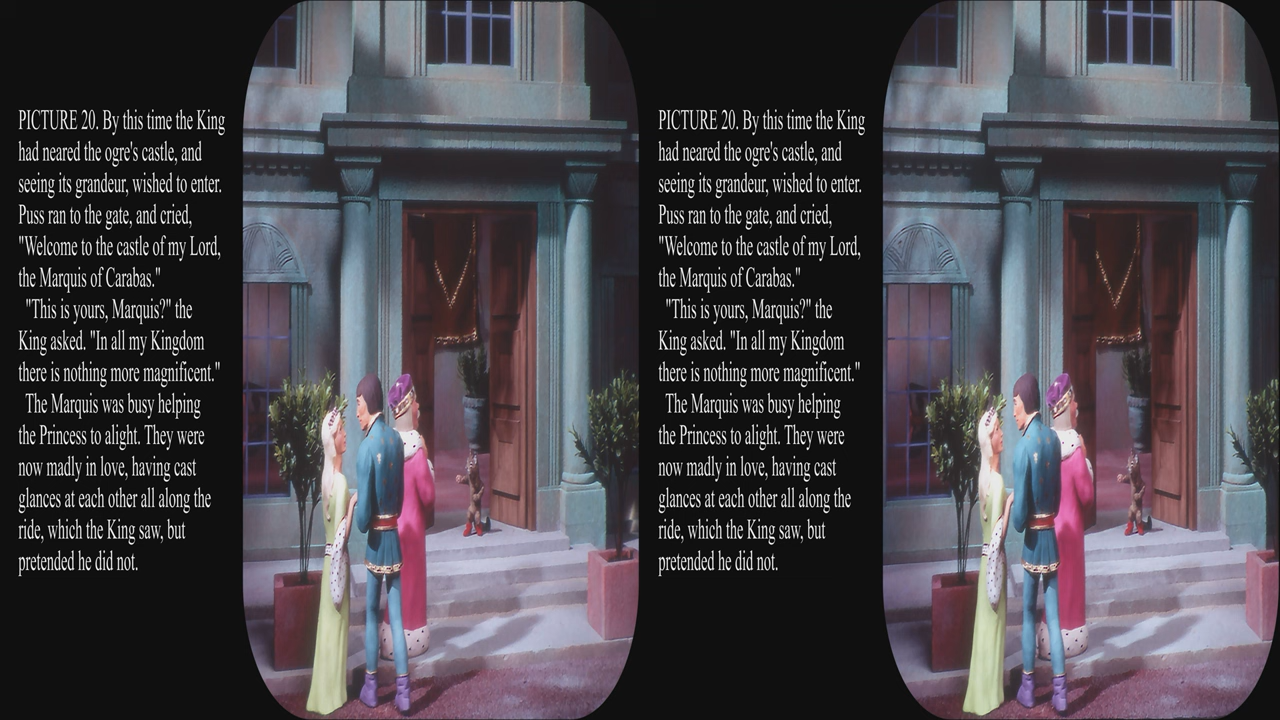 PICTURE 20. By this time the King
had neared the ogre's castle, and
seeing its grandeur, wished to enter.
Puss ran to the gate, and cried,
"Welcome to the castle of my Lord,
the Marquis of Carabas."
"This is yours, Marquis?" the
King asked. "In all my Kingdom
there is nothing more magnificent."
The Marquis was busy helping
the Princess to alight. They were
now madly in love, having cast
glances at each other all along the
ride, which the King saw, but
pretended he did not.
PICTURE 20. By this time the King
had neared the ogre's castle, and
seeing its grandeur, wished to enter.
Puss ran to the gate, and cried,
"Welcome to the castle of my Lord,
the Marquis of Carabas."
"This is yours, Marquis?" the
King asked. "In all my Kingdom
there is nothing more magnificent."
The Marquis was busy helping
the Princess to alight. They were
now madly in love, having cast
glances at each other all along the
ride, which the King saw, but
pretended he did not.